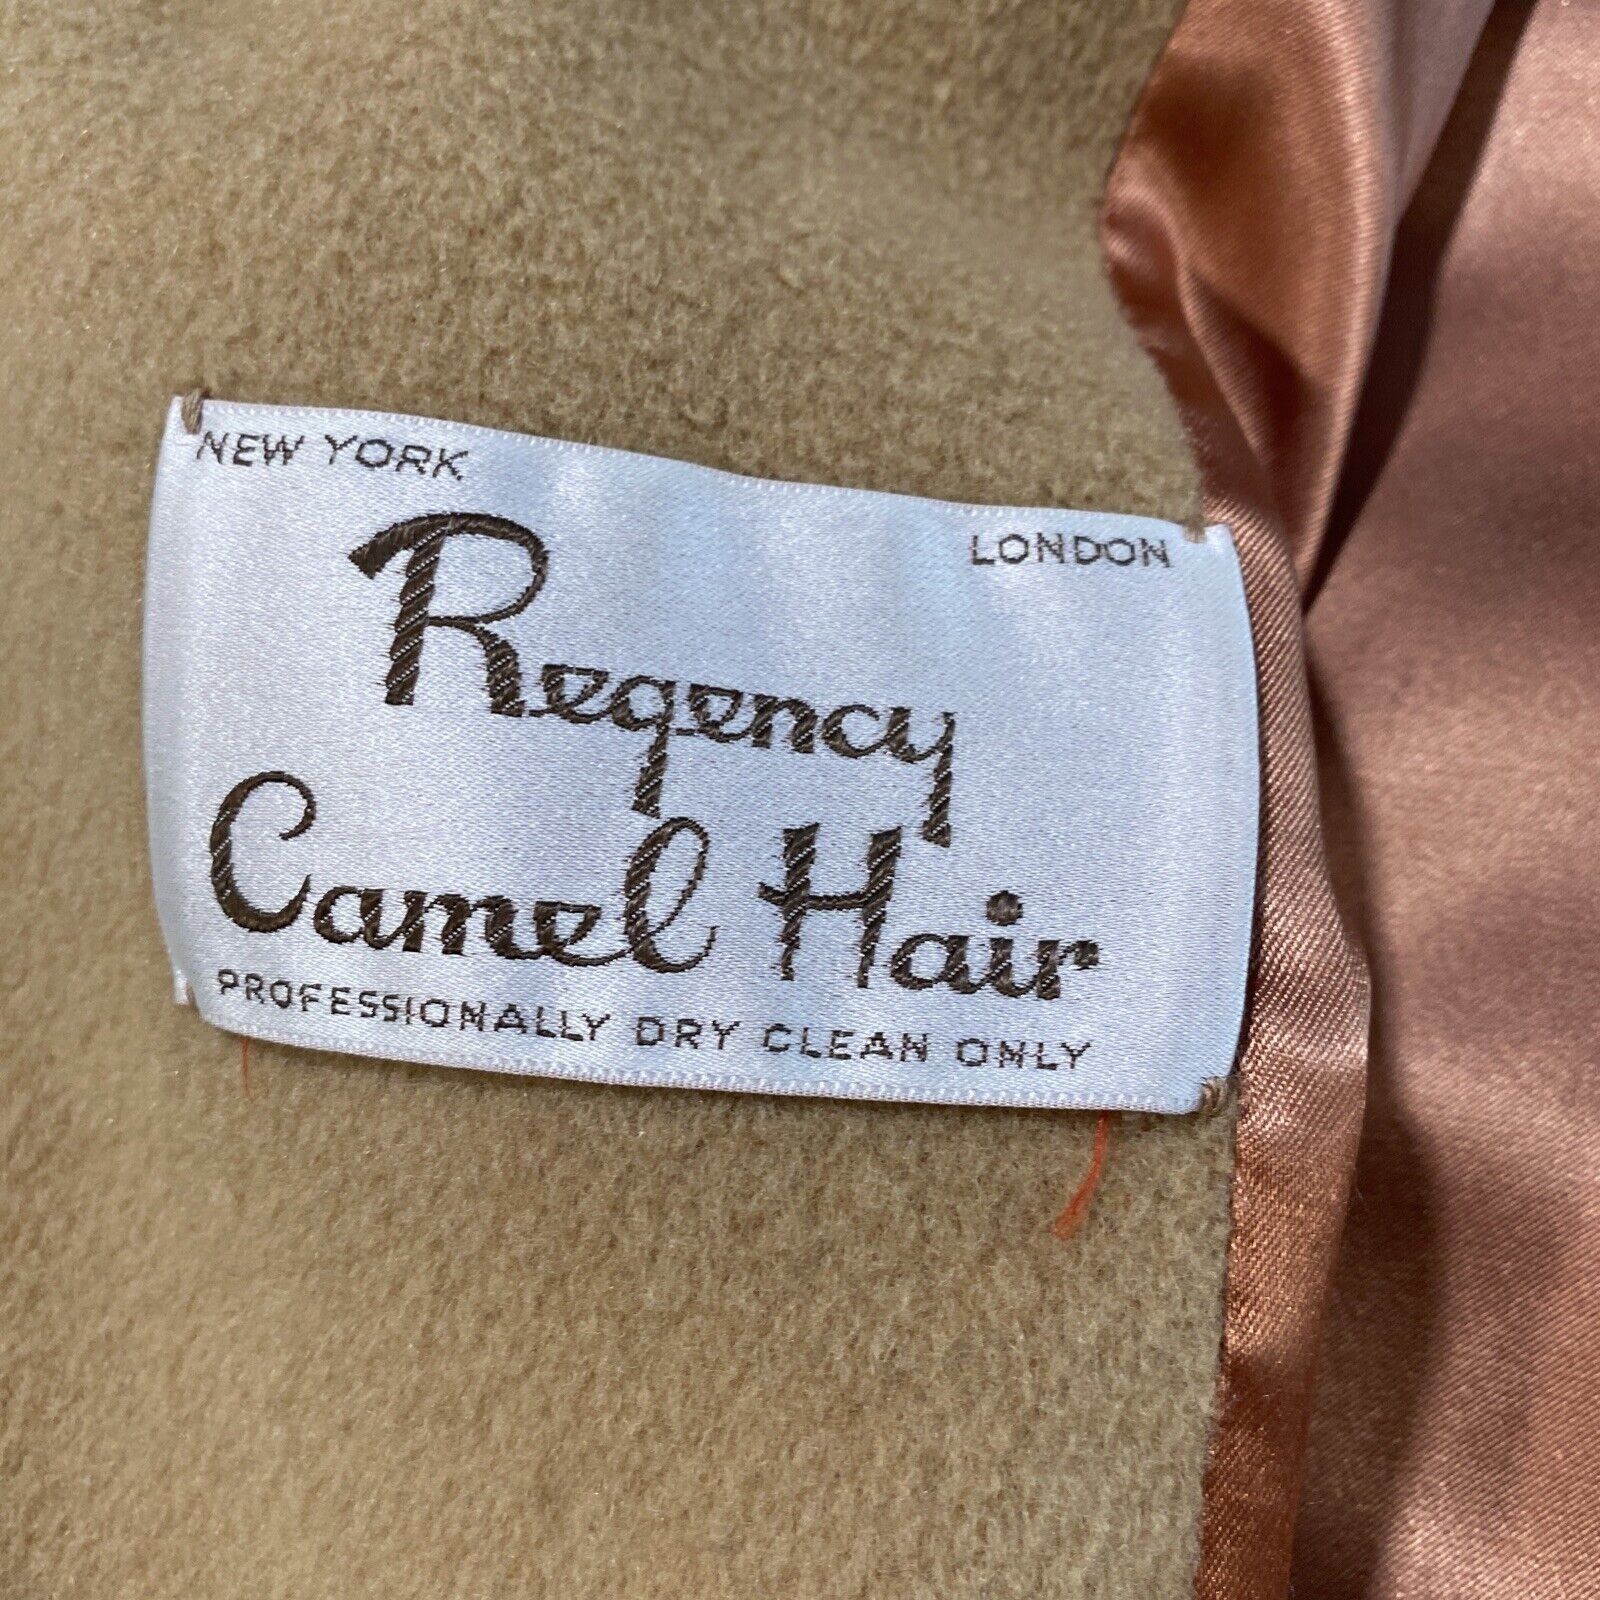 NEW YORK
LONDON
Regency
Camel Hair
PROFESSIONALLY DRY CLEAN ONLY